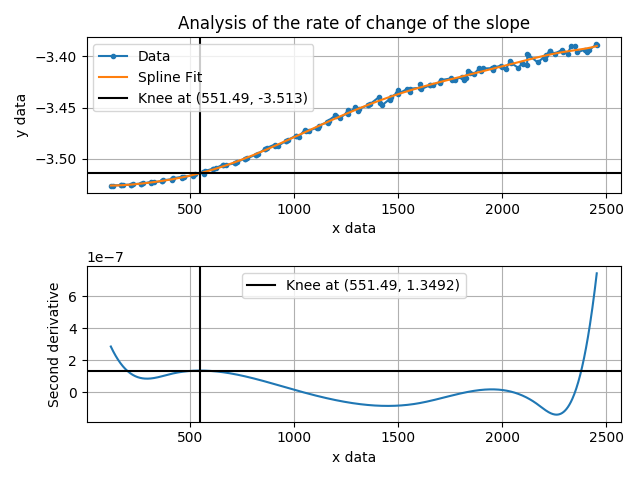 Analysis of the rate of change of the slope
Data
Spline Fit
Knee at (551.49, -3.513)
−3.40
−3.45
−3.50
y data
500
1000
1500
2000
2500
x data
1e−7
Knee at (551.49, 1.3492)
6
4
2
0
Second derivative
500
1000
1500
2000
2500
x data